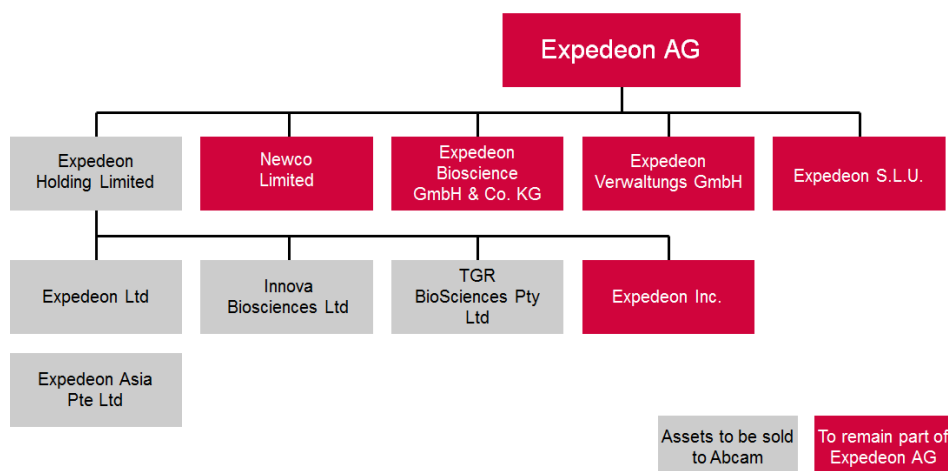 Expedeon AG
Expedeon
Holding Limited
Newco
Limited
Expedeon
Bioscience
GmbH & Co. KG
Expedeon
Verwaltungs GmbH
Expedeon S.L.U.
Expedeon Ltd
Innova
Biosciences Ltd
TGR
BioSciences Pty
Ltd
Expedeon Inc.
Expedeon Asia
Pte Ltd
Assets to be sold
to Abcam
To remain part of
Expedeon AG